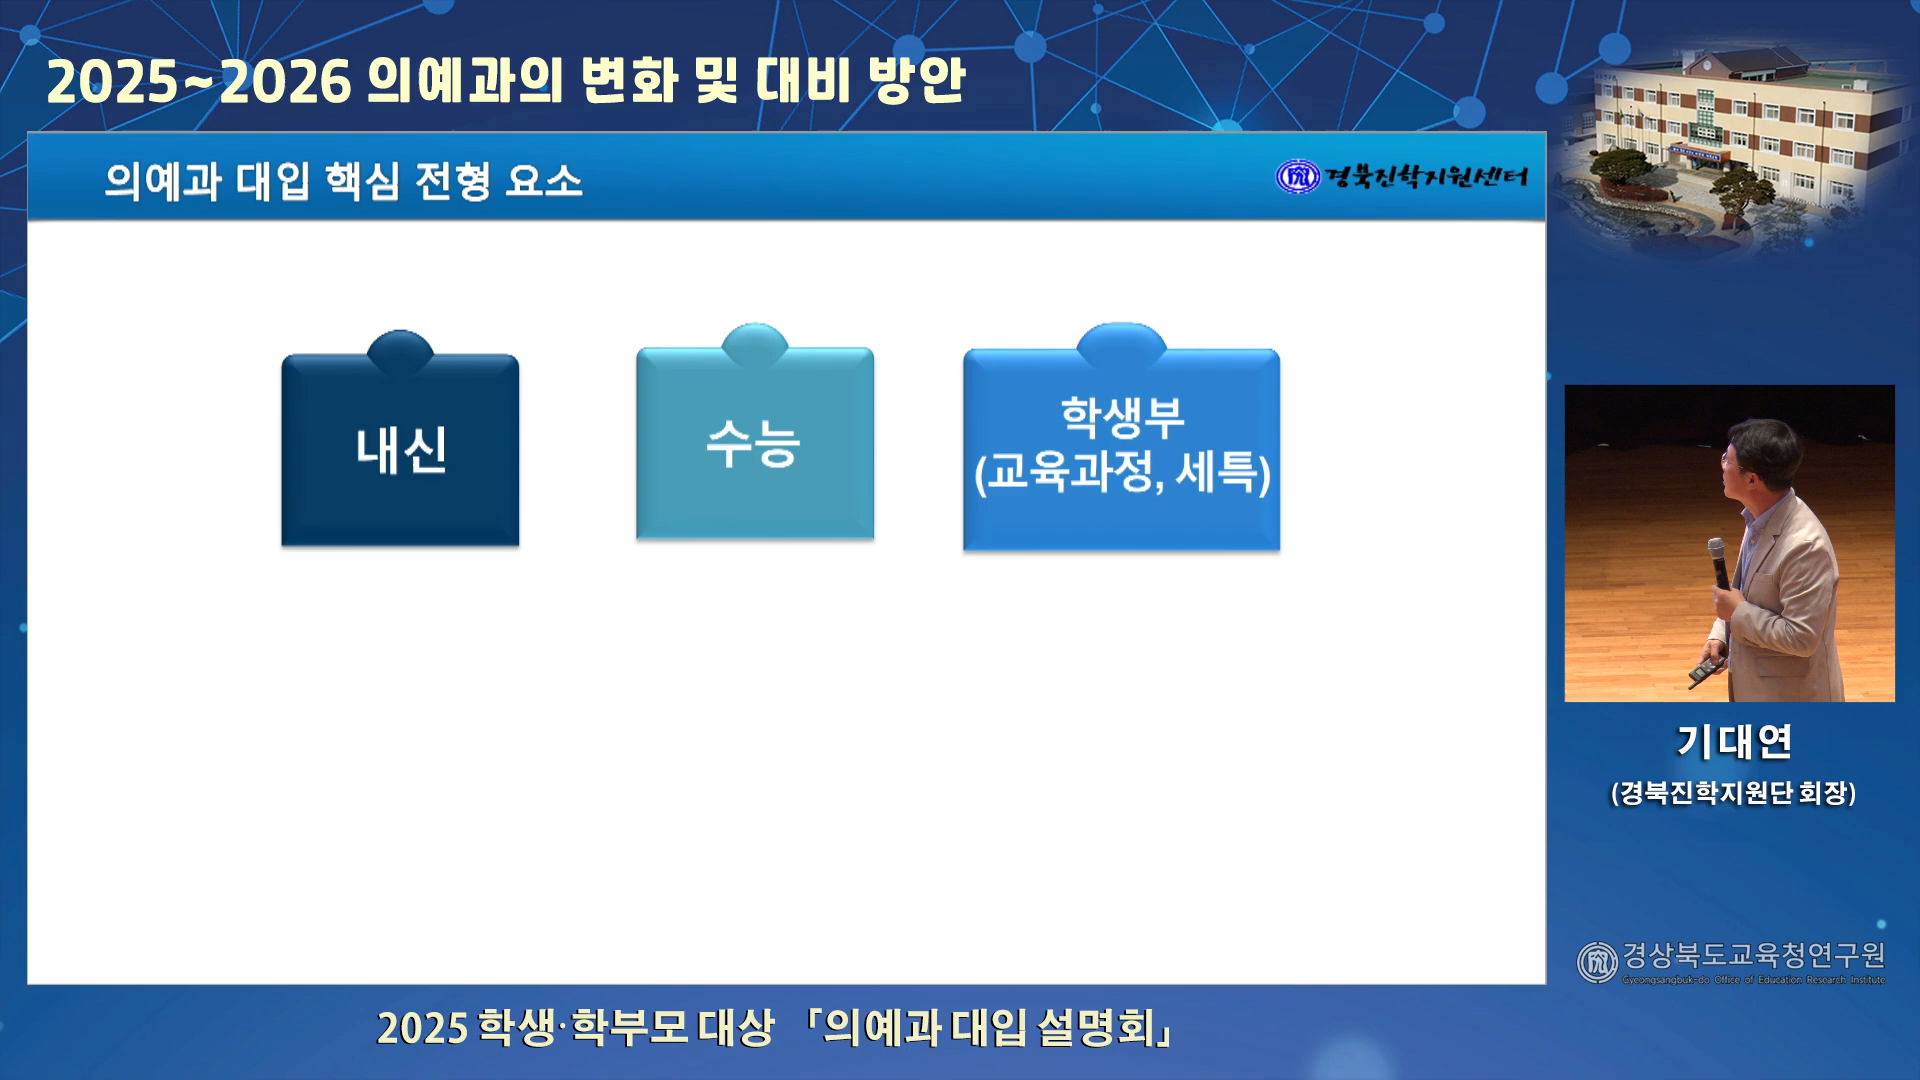 2025~2026 의예과의 변화 및 대비 방안
의예과 대입 핵심 전형 요소
경북진학지원센터
내신
수능
학생부
(교육과정, 세특)
기대연
(경북진학지원단 회장)
경상북도교육청연구원
Gyeongsangbuk-do Office of Education Research Institute
2025 학생·학부모 대상 「의예과 대입 설명회」